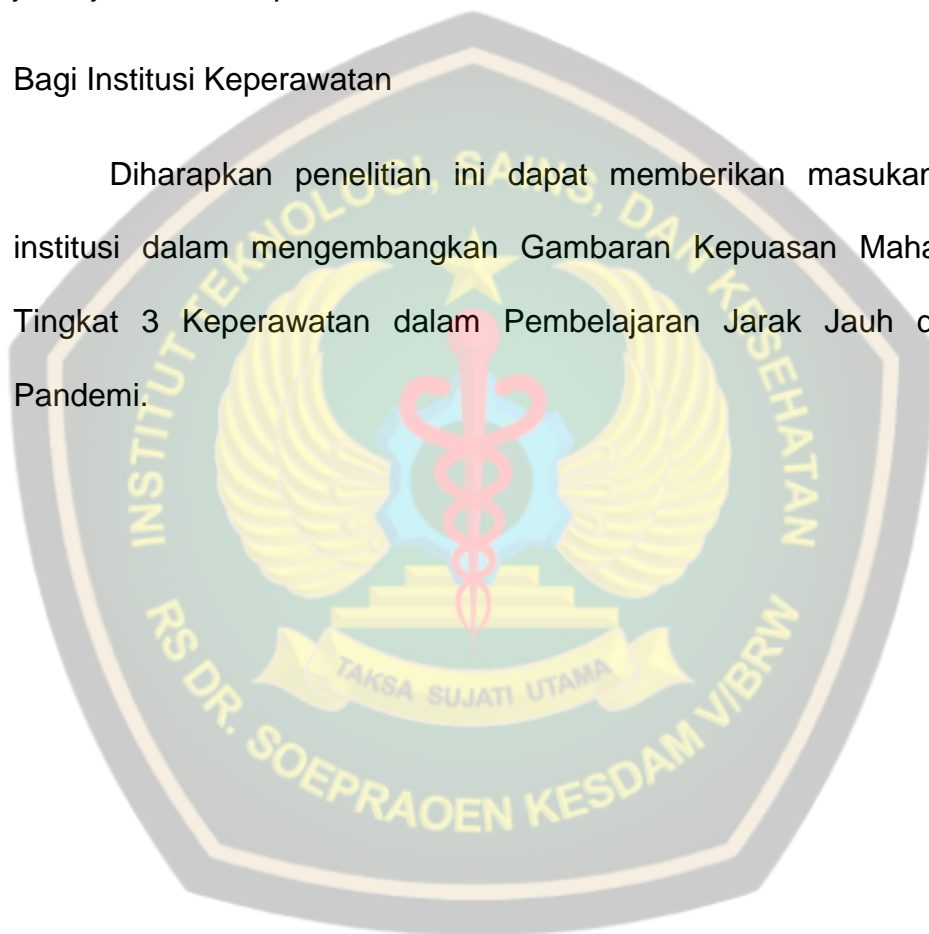 Bagi Institusi Keperawatan
Diharapkan penelitian ini dapat memberikan masukan
institusi dalam mengembangkan Gambaran Kepuasan Maha
Tingkat 3 Keperawatan dalam Pembelajaran Jarak Jauh d
Pandemi.
INSTITUT TEKNOLOGI, SAINS, DAN KESEHATAN
TAKSA SUJATI UTAMA
RS DR. SOEPRAOEN KESDAM V/BRW